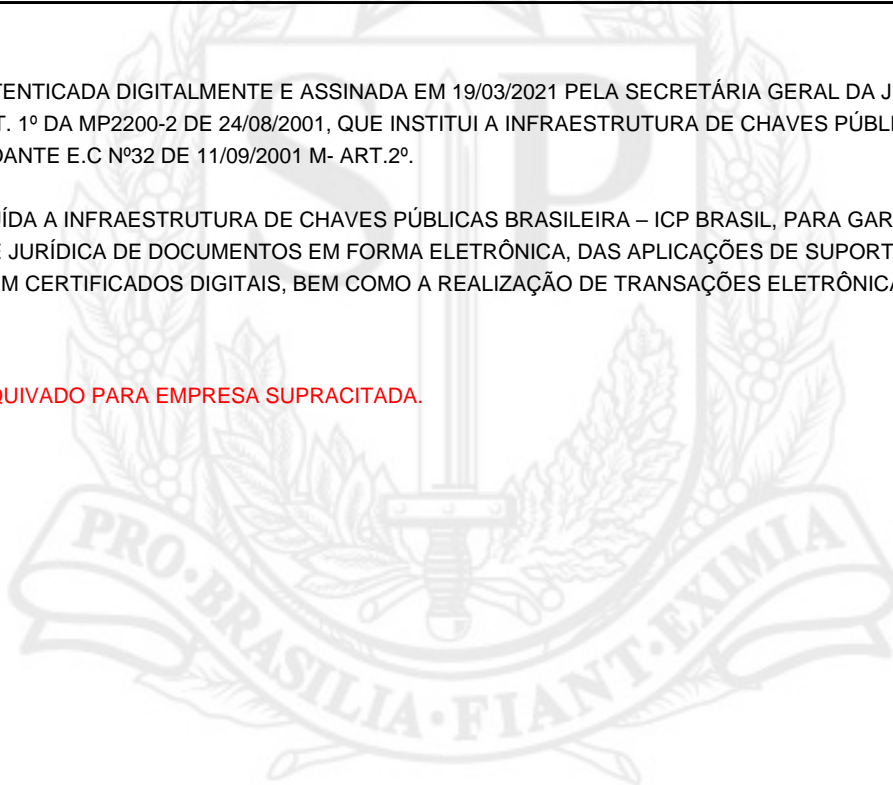 TENTICADA DIGITALMENTE E ASSINADA EM 19/03/2021 PELA SECRETÁRIA GERAL DA J
T. 1º DA MP2200-2 DE 24/08/2001, QUE INSTITUI A INFRAESTRUTURA DE CHAVES PÚBLI
DANTE E.C Nº32 DE 11/09/2001 M- ART.2º.
UÍDA A INFRAESTRUTURA DE CHAVES PÚBLICAS BRASILEIRA – ICP BRASIL, PARA GAR
E JURÍDICA DE DOCUMENTOS EM FORMA ELETRÔNICA, DAS APLICAÇÕES DE SUPORT
M CERTIFICADOS DIGITAIS, BEM COMO A REALIZAÇÃO DE TRANSAÇÕES ELETRÔNICA
QUIVADO PARA EMPRESA SUPRACITADA.
SP
PRO·BRASILIA·FIANT·EXIMIA